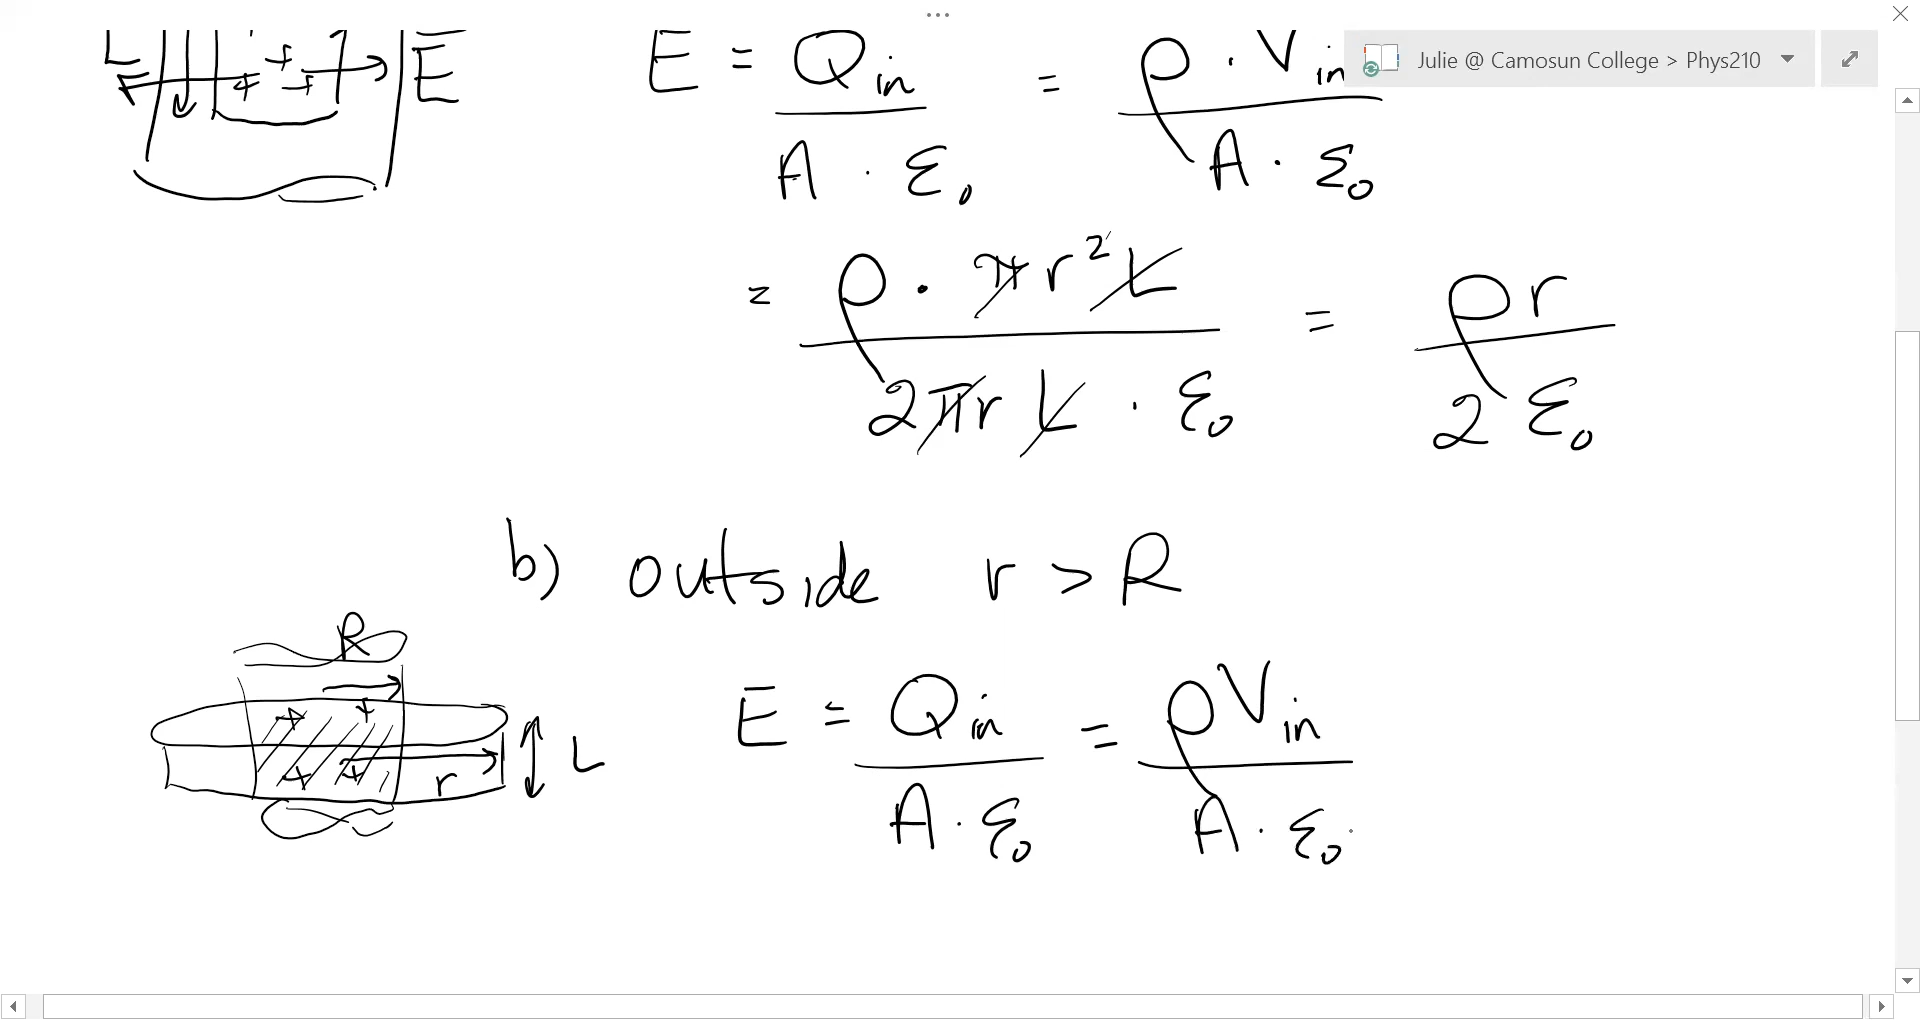 Julie @ Camosun College > Phys210
E E
E = Q_in / (A · ε₀) = ρ · V_in / (A · ε₀)
= ρ · πr²L / (2πrL · ε₀) = ρr / (2ε₀)
b) outside r > R
R
r L
E = Q_in / (A · ε₀) = ρV_in / (A · ε₀)